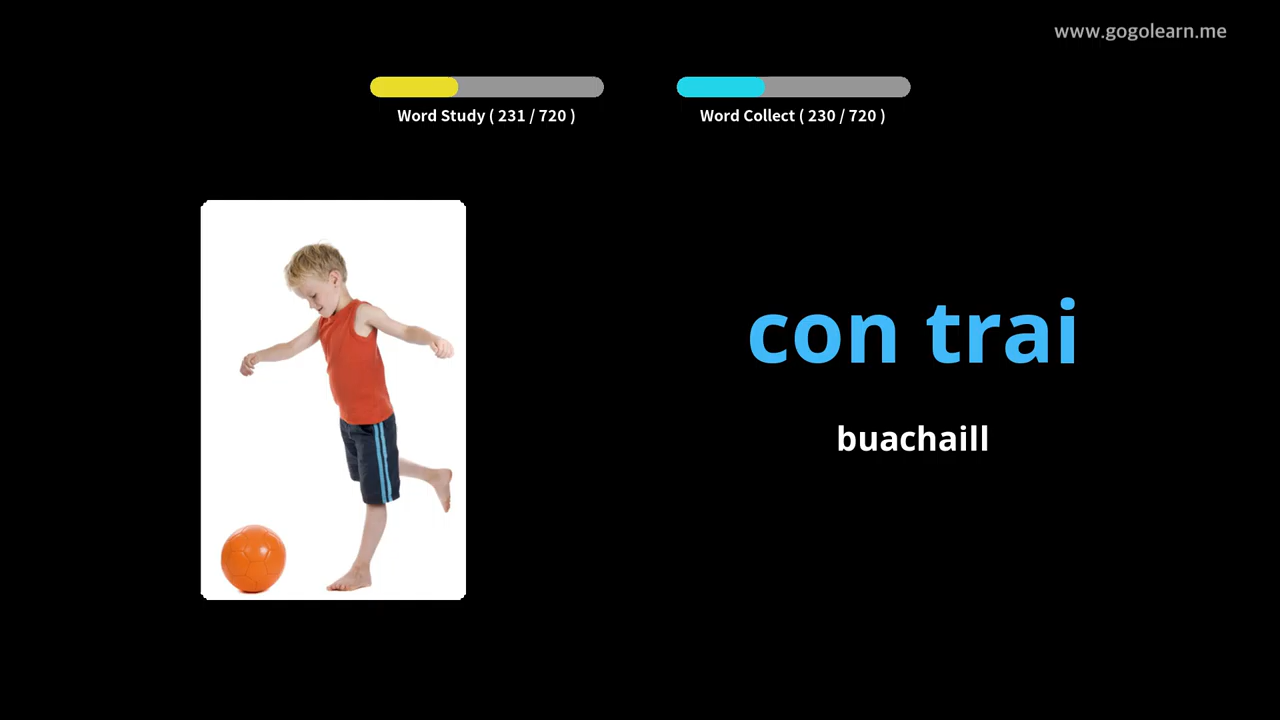 www.gogolearn.me
Word Study ( 231 / 720 )
Word Collect ( 230 / 720 )
con trai
buachaill